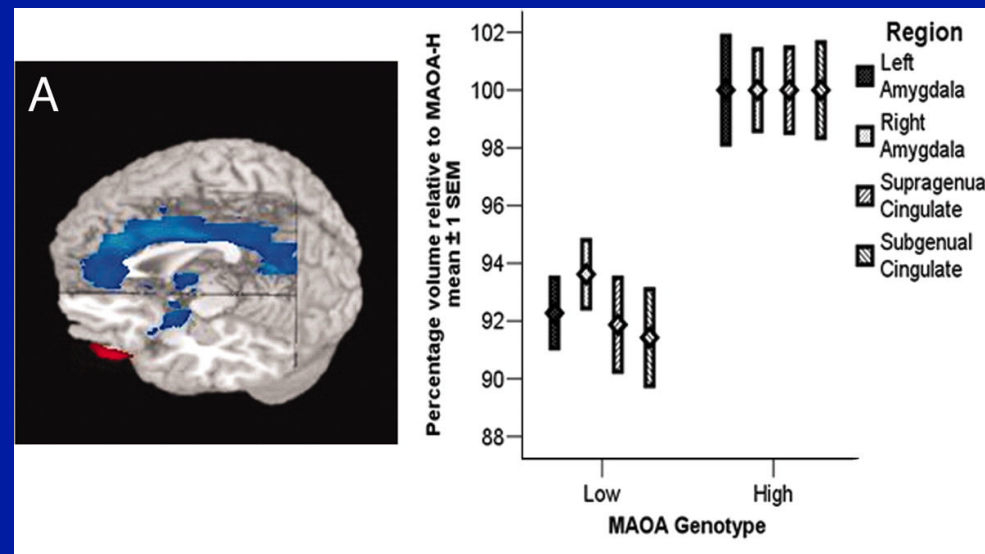 A
Percentage volume relative to MAOA-H
mean ± 1 SEM
102
100
98
96
94
92
90
88
Low
High
MAOA Genotype
Region
Left
Amygdala
Right
Amygdala
Supragenua
Cingulate
Subgenual
Cingulate